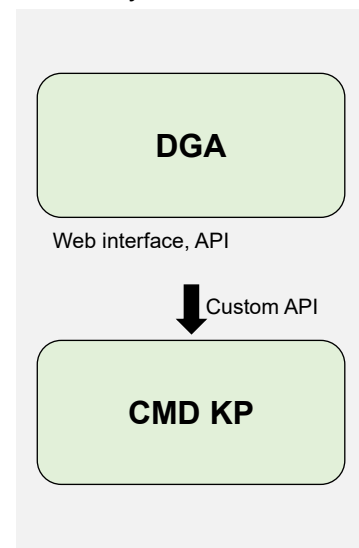 DGA
Web interface, API
Custom API
CMD KP